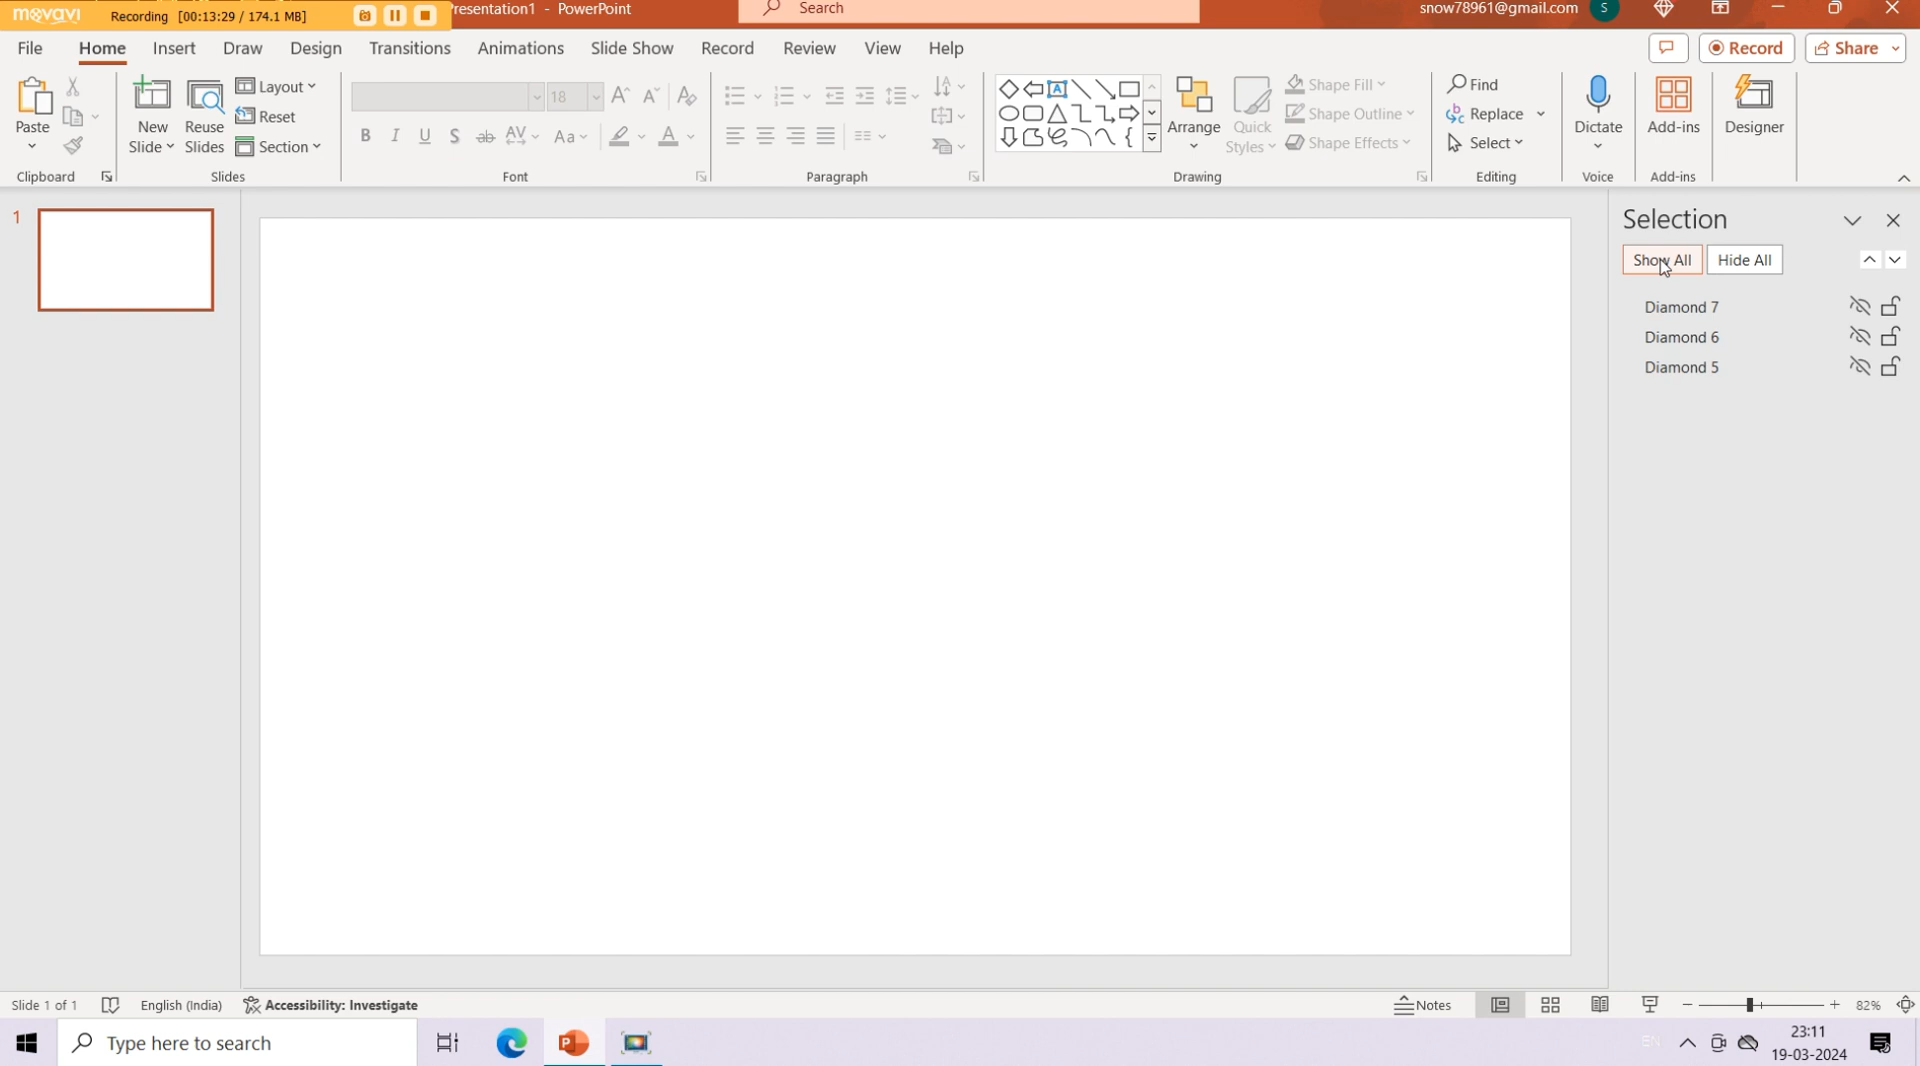 movavi Recording [00:13:29 / 174.1 MB] Presentation1 - PowerPoint Search snow78961@gmail.com S
File Home Insert Draw Design Transitions Animations Slide Show Record Review View Help Record Share
Paste New Slide Reuse Slides Layout Reset Section
18
Arrange Quick Styles Shape Fill Shape Outline Shape Effects
Find Replace Select Dictate Add-ins Designer
Clipboard Slides Font Paragraph Drawing Editing Voice Add-ins
1
Selection
Show All Hide All
Diamond 7
Diamond 6
Diamond 5
Slide 1 of 1 English (India) Accessibility: Investigate Notes 82%
Type here to search 23:11
19-03-2024